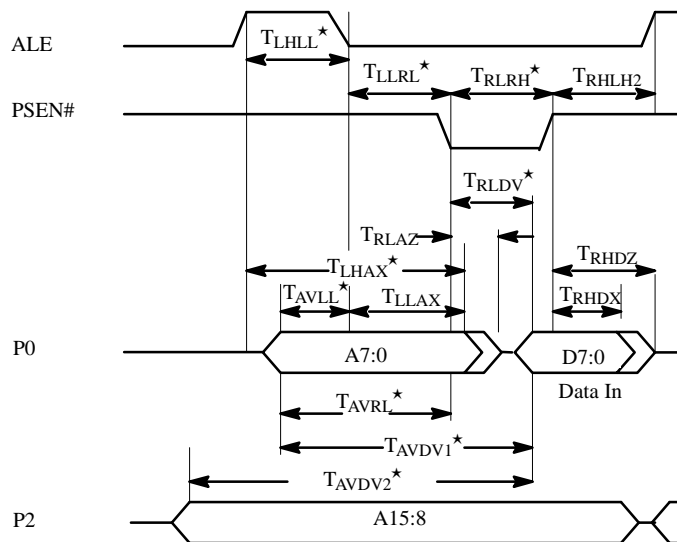 ALE
TLHLL★
TLLRL★ TRLRH★ TRHLH2
PSEN#
TRLDV★
TRLAZ
TLHAX★ TRHDZ
TAVLL★ TLLAX TRHDX
P0 A7:0 D7:0
Data In
TAVRL★
TAVDV1★
TAVDV2★
P2 A15:8